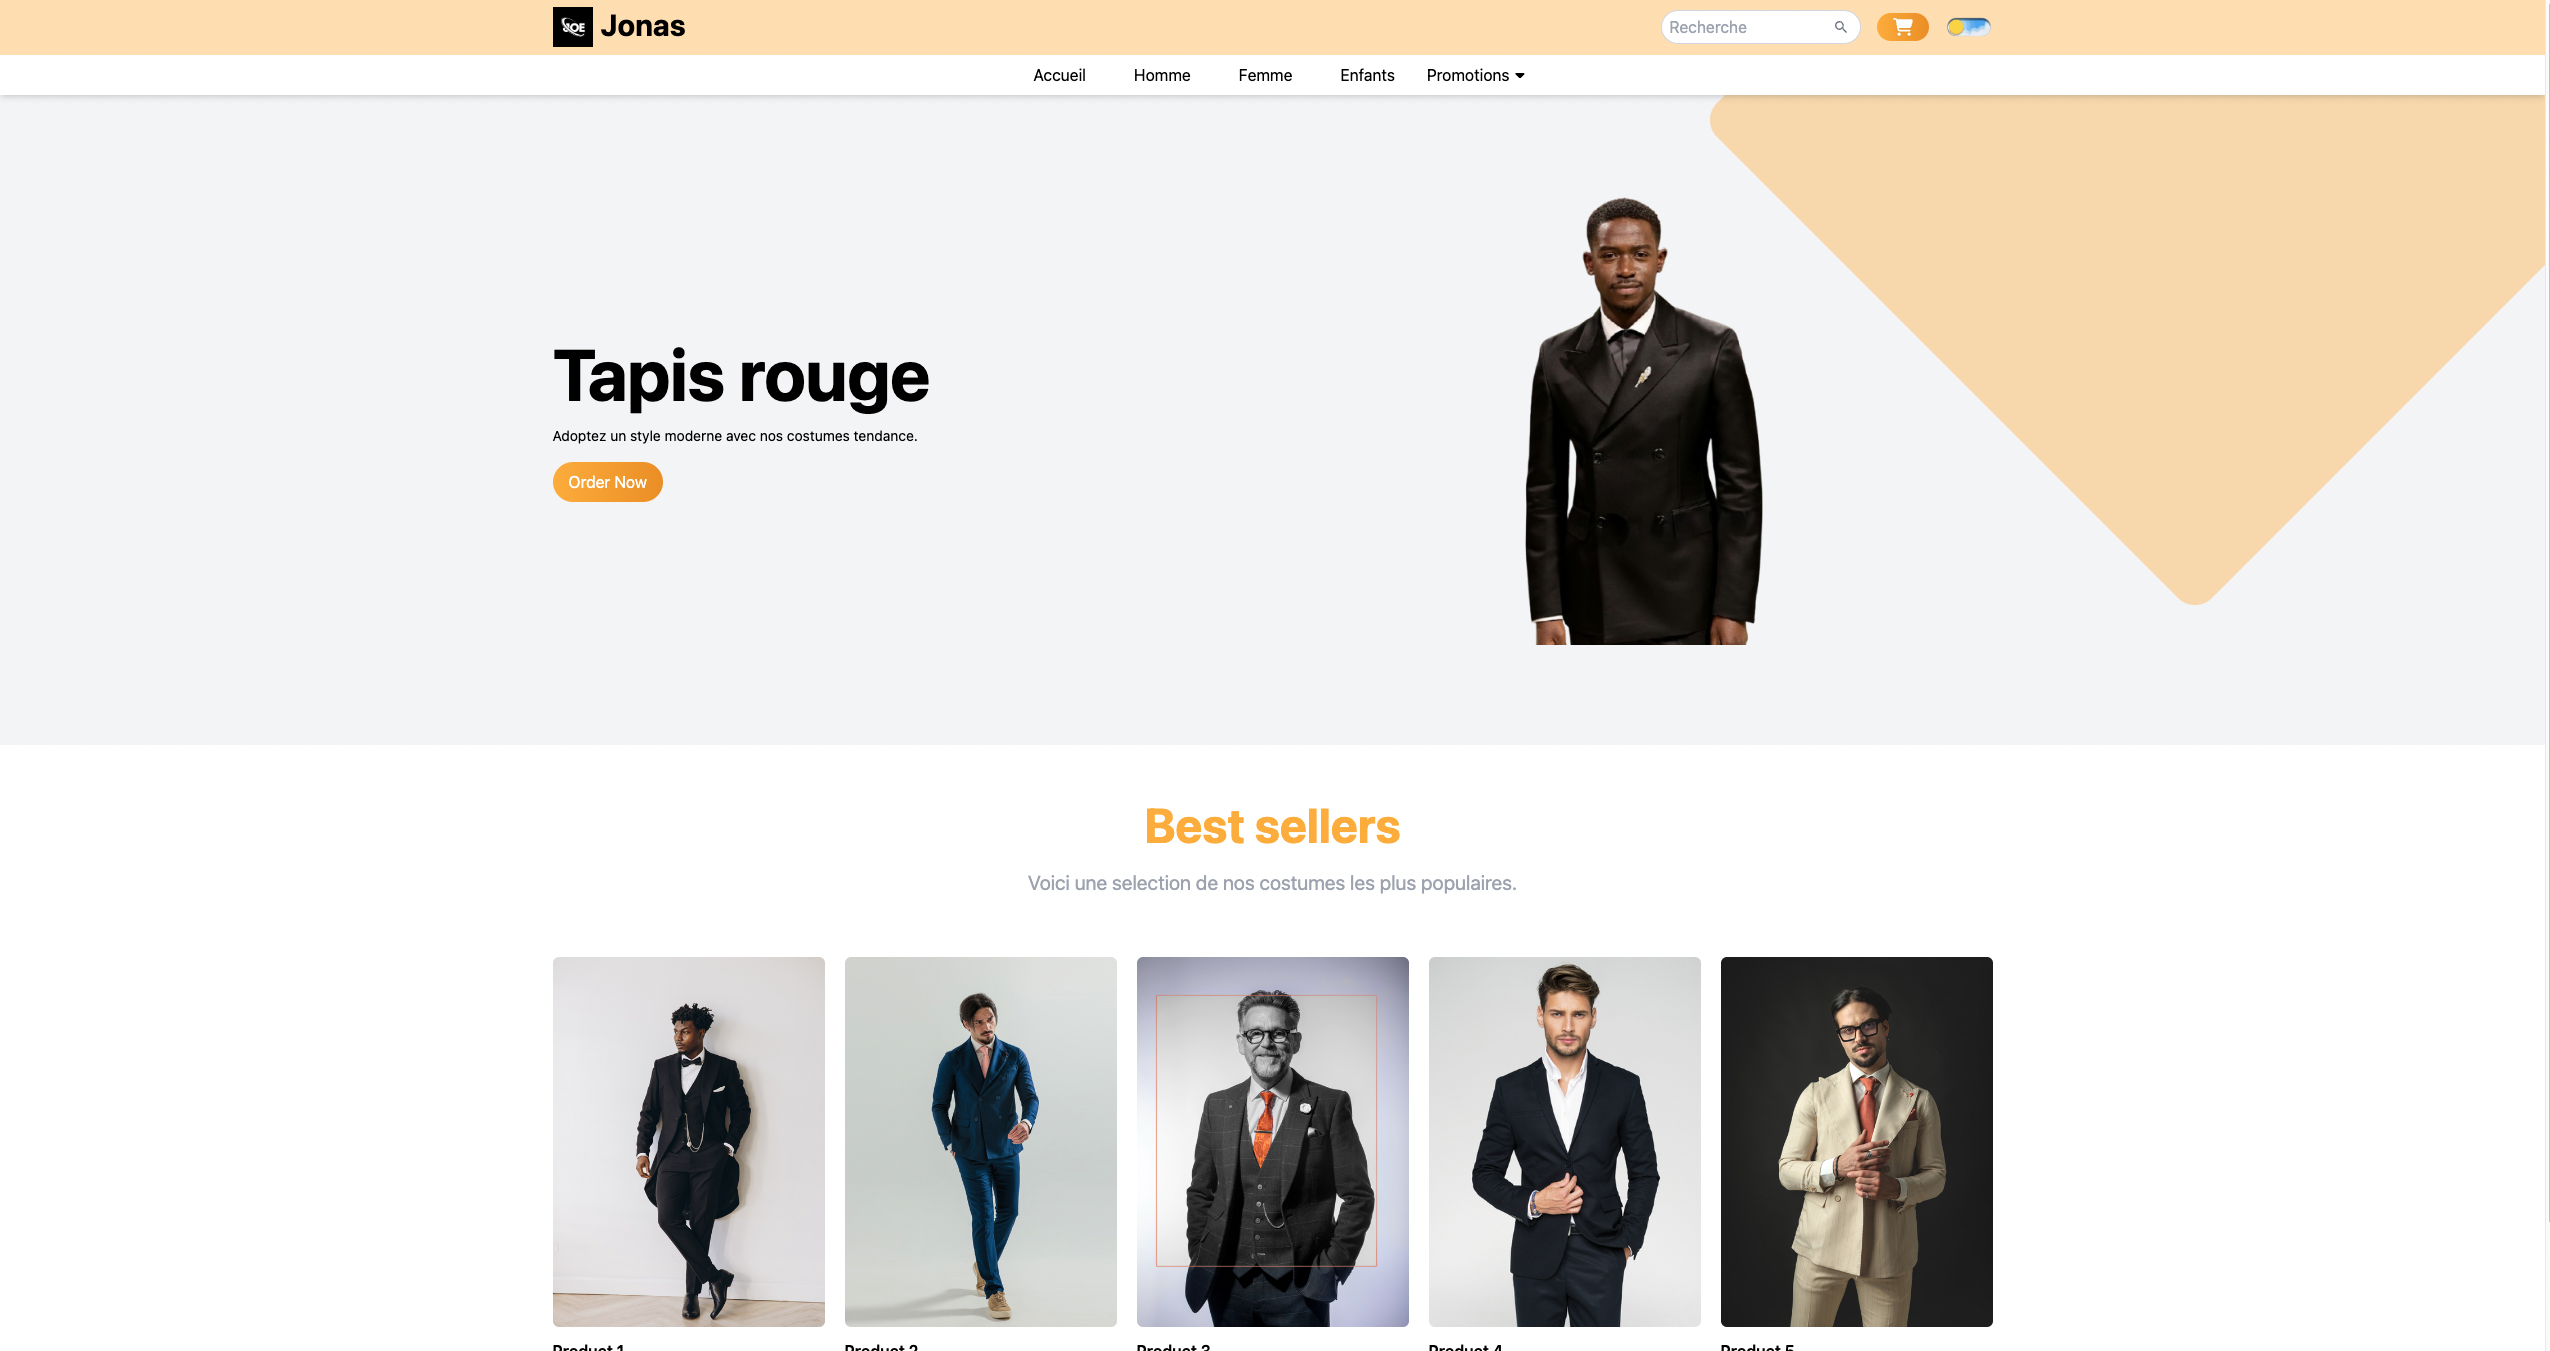 JOE Jonas
Recherche
Accueil Homme Femme Enfants Promotions
Tapis rouge
Adoptez un style moderne avec nos costumes tendance.
Order Now
Best sellers
Voici une selection de nos costumes les plus populaires.
Product 1 Product 2 Product 3 Product 4 Product 5